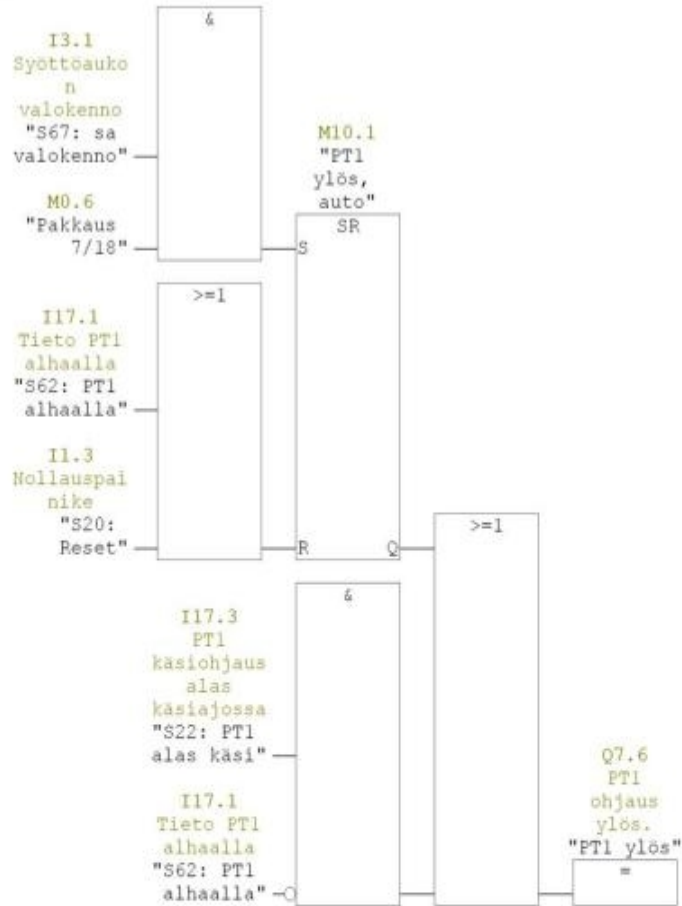 &
I3.1
Syöttöauko
n
valokenno
"S67: sa
valokenno"
M0.6
"Pakkaus
7/18"
M10.1
"PT1
ylös,
auto"
SR
S
>=1
I17.1
Tieto PT1
alhaalla
"S62: PT1
alhaalla"
I1.3
Nollauspai
nike
"S20:
Reset"
R
Q
>=1
&
I17.3
PT1
käsiohjaus
alas
käsiajossa
"S22: PT1
alas käsi"
I17.1
Tieto PT1
alhaalla
"S62: PT1
alhaalla"
Q7.6
PT1
ohjaus
ylös.
"PT1 ylös"
=